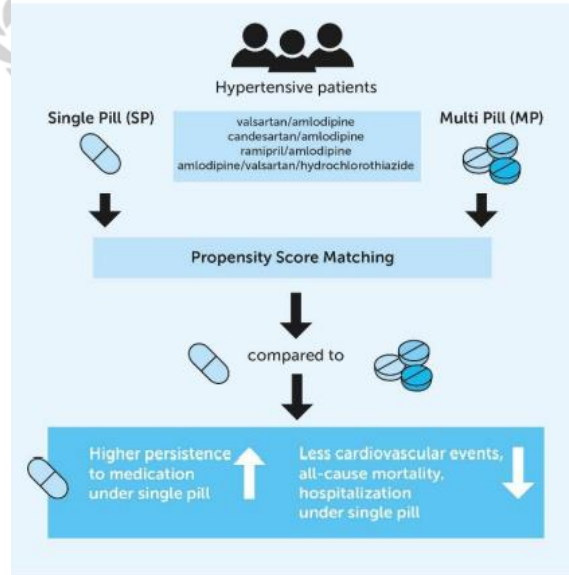 Hypertensive patients
Single Pill (SP)
valsartan/amlodipine
candesartan/amlodipine
ramipril/amlodipine
amlodipine/valsartan/hydrochlorothiazide
Multi Pill (MP)
Propensity Score Matching
compared to
Higher persistence
to medication
under single pill
Less cardiovascular events,
all-cause mortality,
hospitalization
under single pill